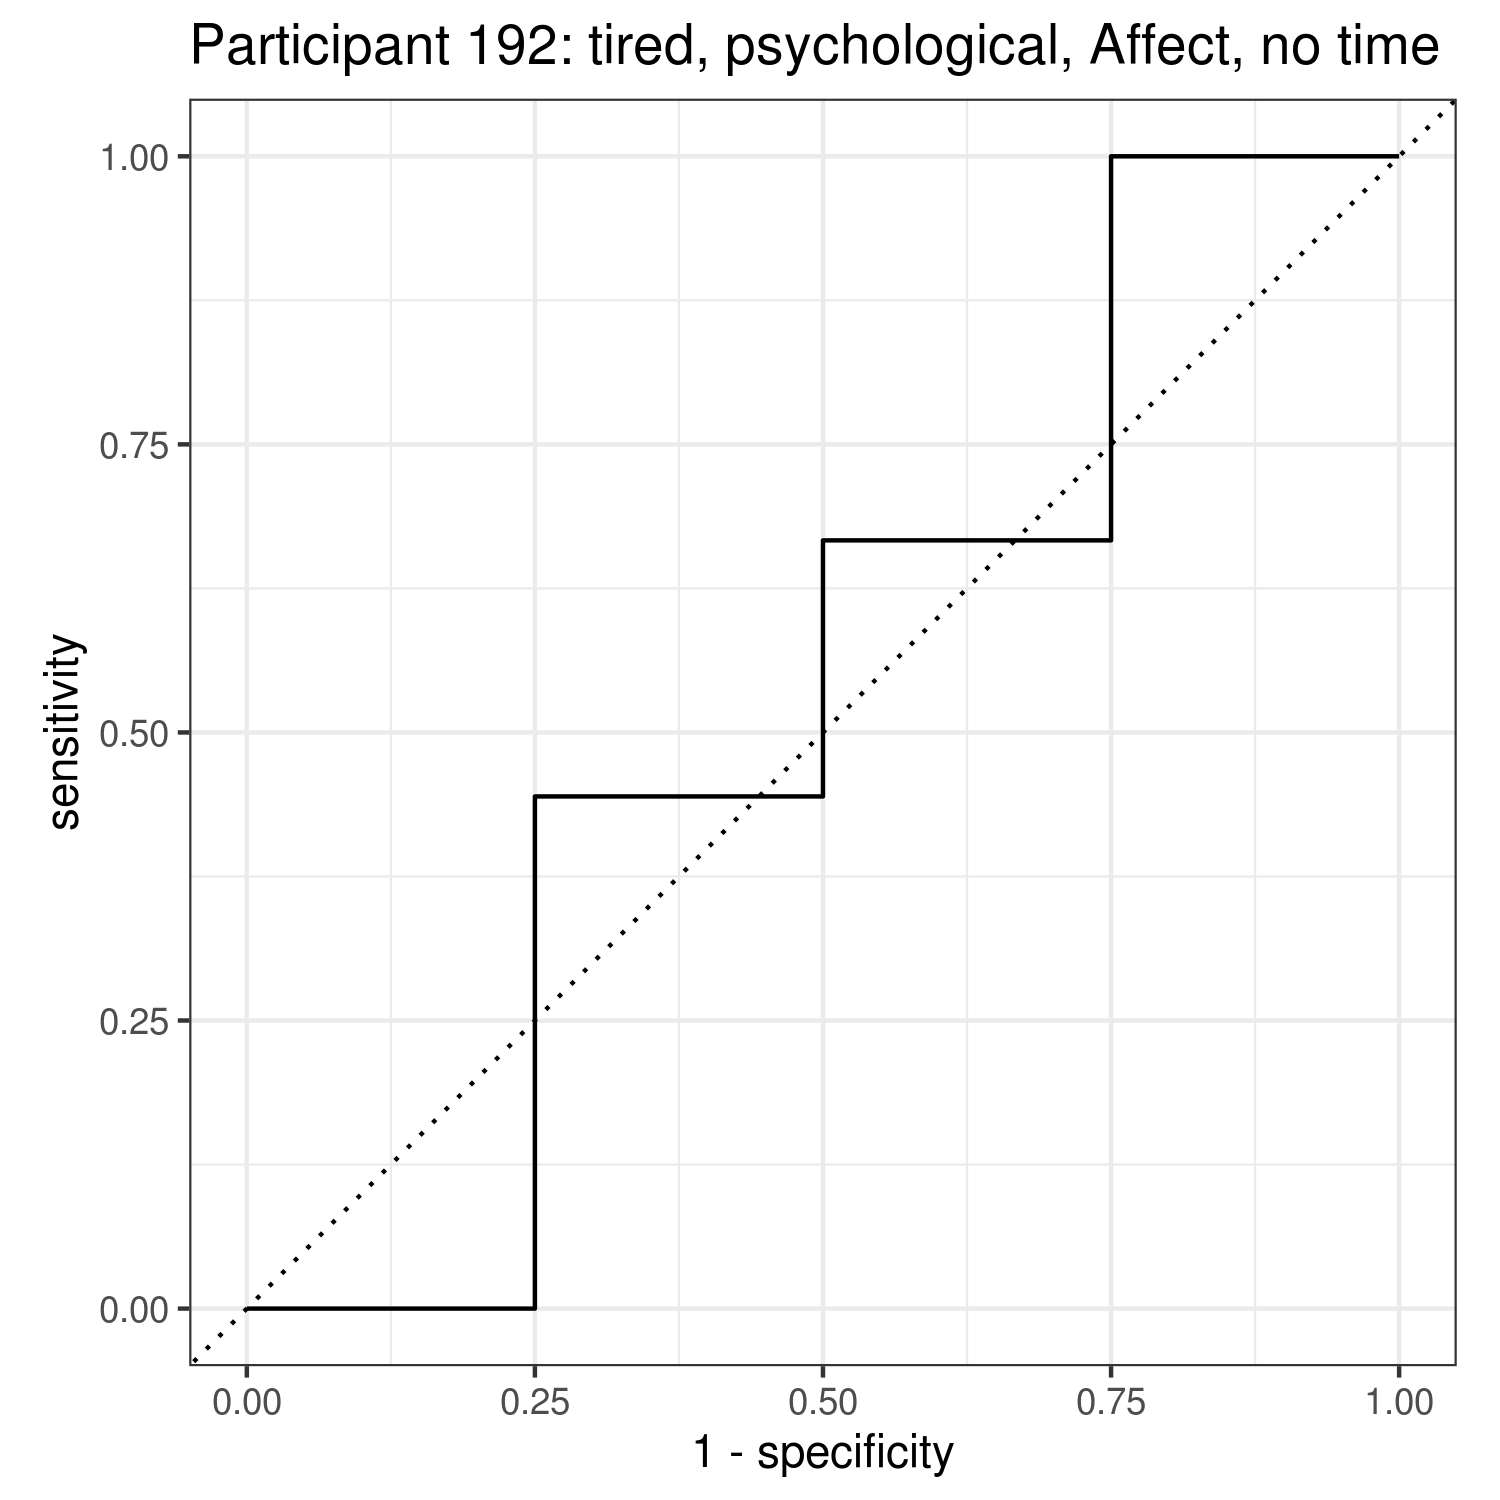 Participant 192: tired, psychological, Affect, no time
1.00
0.75
0.50
0.25
0.00
sensitivity
0.00 0.25 0.50 0.75 1.00
1 - specificity